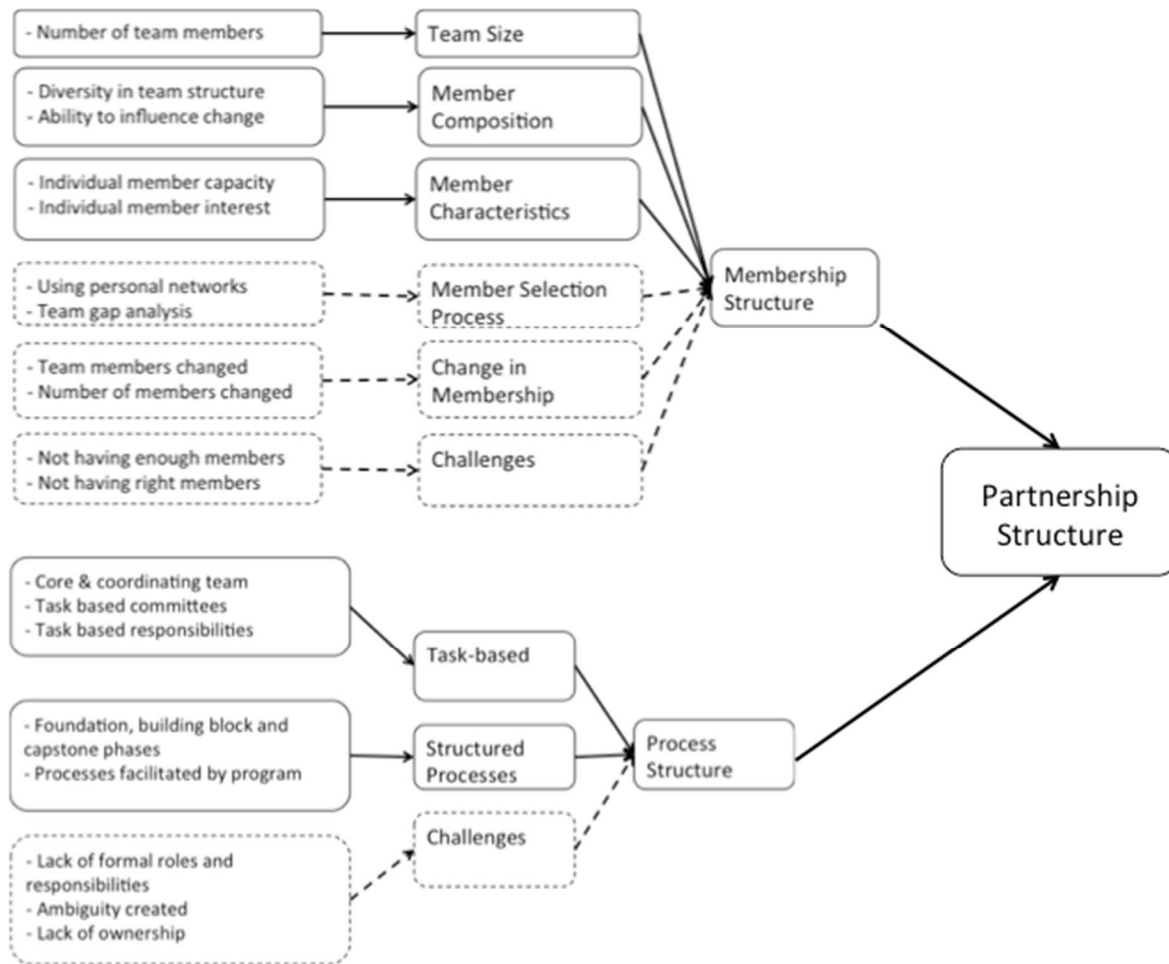 - Number of team members
Team Size
- Diversity in team structure
- Ability to influence change
Member
Composition
- Individual member capacity
- Individual member interest
Member
Characteristics
- Using personal networks
- Team gap analysis
Member Selection
Process
- Team members changed
- Number of members changed
Change in
Membership
- Not having enough members
- Not having right members
Challenges
Membership
Structure
Partnership
Structure
- Core & coordinating team
- Task based committees
- Task based responsibilities
Task-based
- Foundation, building block and
capstone phases
- Processes facilitated by program
Structured
Processes
Process
Structure
- Lack of formal roles and
responsibilities
- Ambiguity created
- Lack of ownership
Challenges